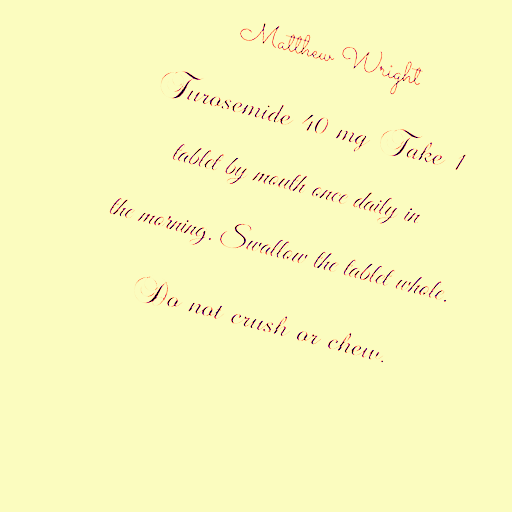 Matthew Wright
Furosemide 40 mg Take 1
tablet by mouth once daily in
the morning. Swallow the tablet whole.
Do not crush or chew.